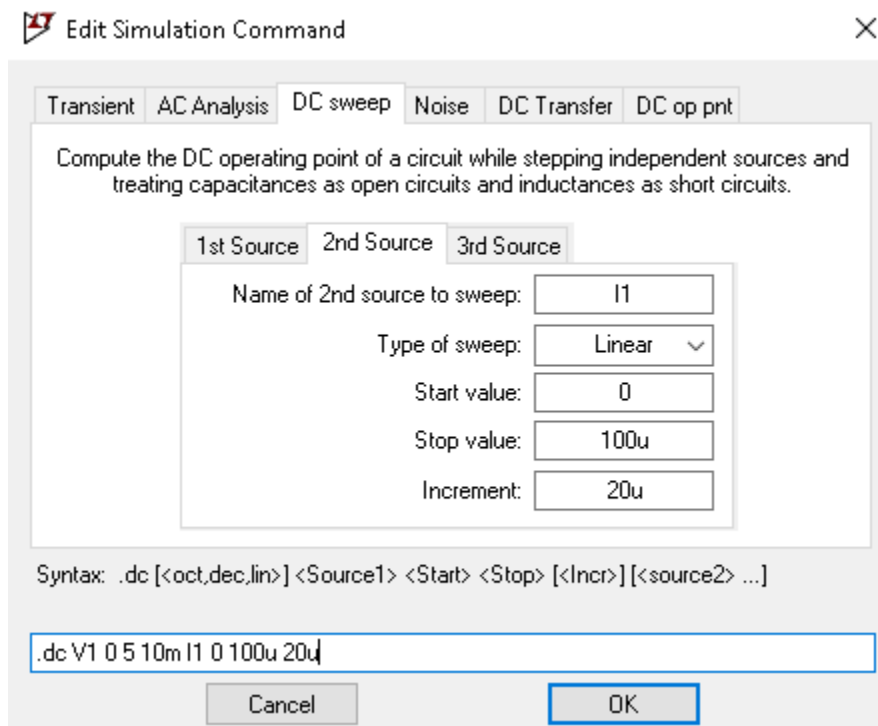 Edit Simulation Command
Transient AC Analysis DC sweep Noise DC Transfer DC op pnt
Compute the DC operating point of a circuit while stepping independent sources and
treating capacitances as open circuits and inductances as short circuits.
1st Source 2nd Source 3rd Source
Name of 2nd source to sweep: I1
Type of sweep: Linear
Start value: 0
Stop value: 100u
Increment: 20u
Syntax: .dc [<oct,dec,lin>] <Source1> <Start> <Stop> [<Incr>] [<source2> ...]
.dc V1 0 5 10m I1 0 100u 20u
Cancel OK